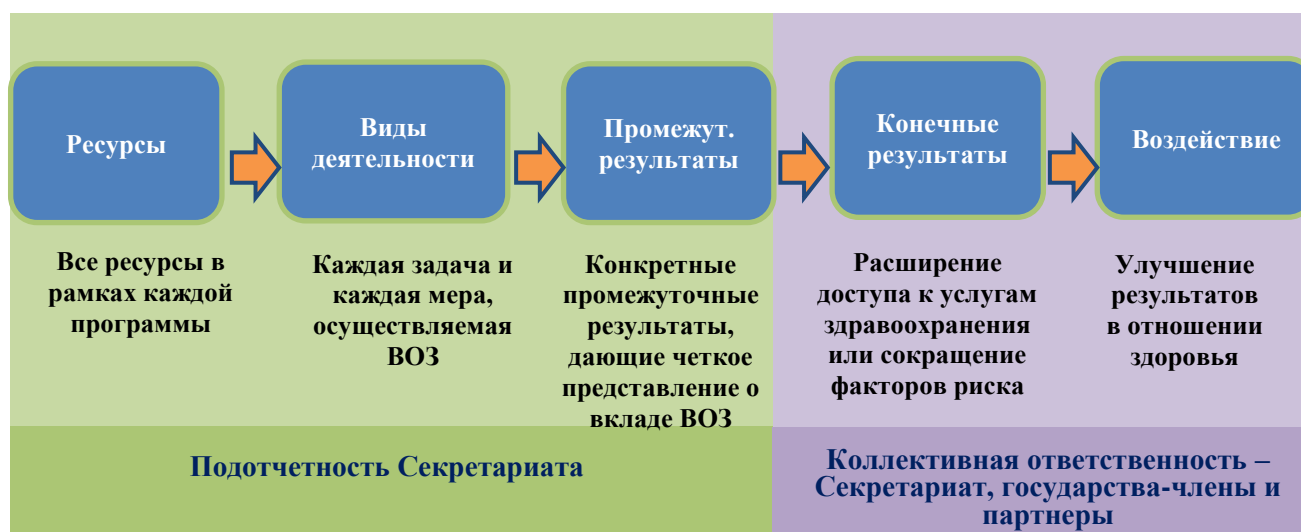 Ресурсы
Виды
деятельности
Промежут.
результаты
Конечные
результаты
Воздействие
Все ресурсы в
рамках каждой
программы
Каждая задача и
каждая мера,
осуществляемая
ВОЗ
Конкретные
промежуточные
результаты,
дающие четкое
представление о
вкладе ВОЗ
Расширение
доступа к услугам
здравоохранения
или сокращение
факторов риска
Улучшение
результатов
в отношении
здоровья
Подотчетность Секретариата
Коллективная ответственность –
Секретариат, государства-члены и
партнеры